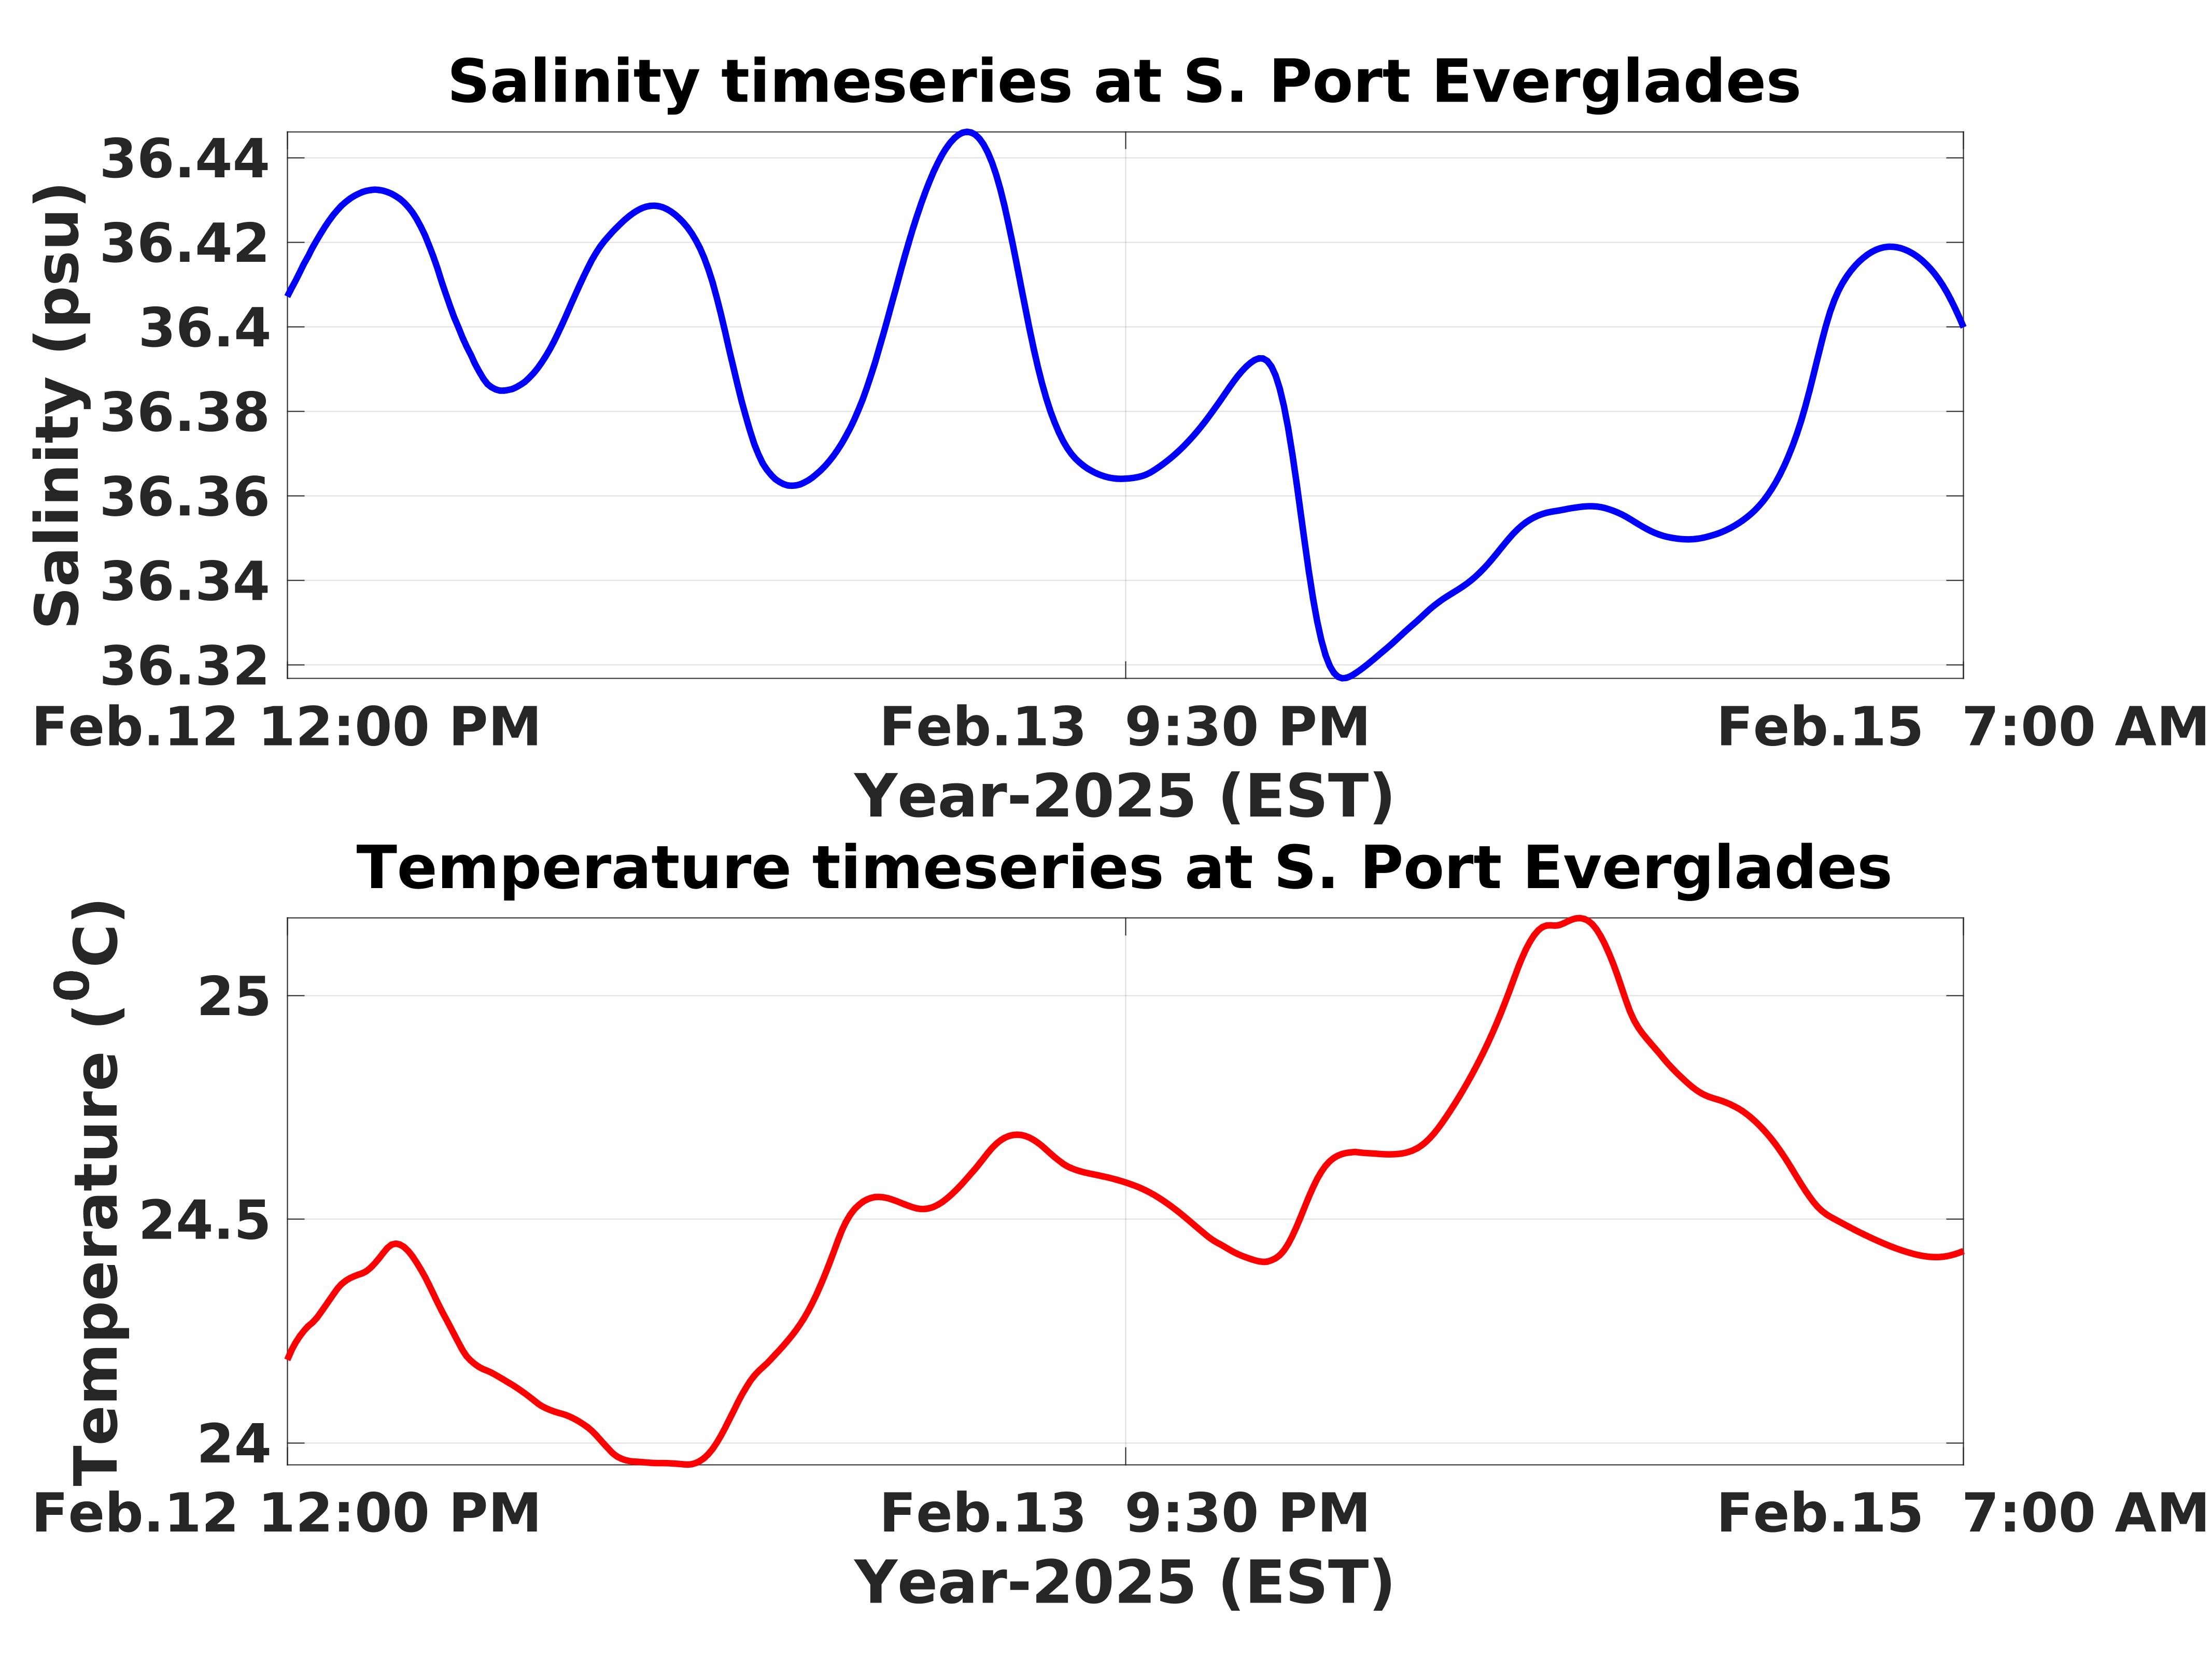 Salinity timeseries at S. Port Everglades
Salinity (psu)
36.44
36.42
36.4
36.38
36.36
36.34
36.32
Feb.12 12:00 PM
Feb.13 9:30 PM
Feb.15 7:00 AM
Year-2025 (EST)
Temperature timeseries at S. Port Everglades
Temperature (⁰C)
25
24.5
24
Feb.12 12:00 PM
Feb.13 9:30 PM
Feb.15 7:00 AM
Year-2025 (EST)